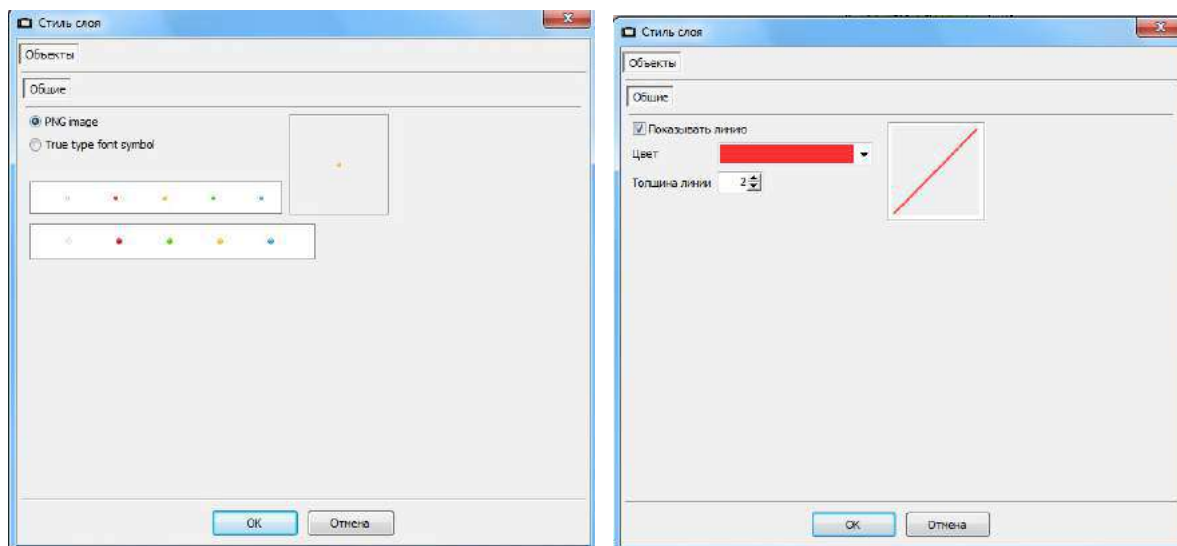 Стиль слоя
Объекты
Общие
PNG image
True type font symbol
OK
Отмена
Стиль слоя
Объекты
Общие
Показывать линию
Цвет
Толщина линии 2
OK
Отмена